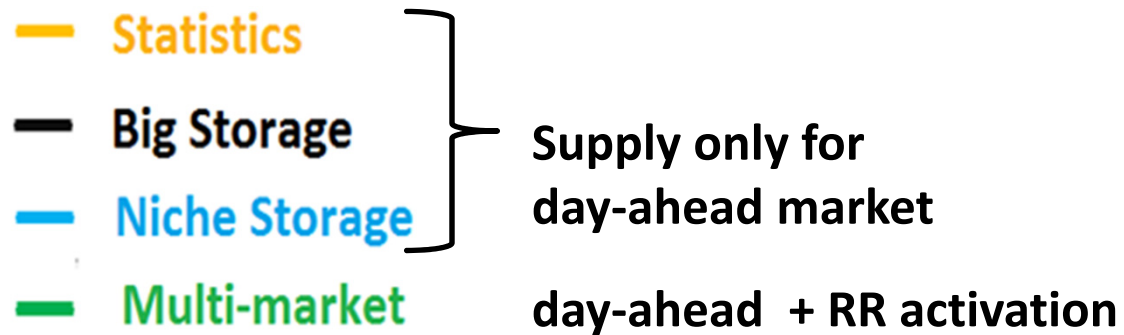 Statistics
Big Storage
Niche Storage
Supply only for
day-ahead market
Multi-market
day-ahead + RR activation